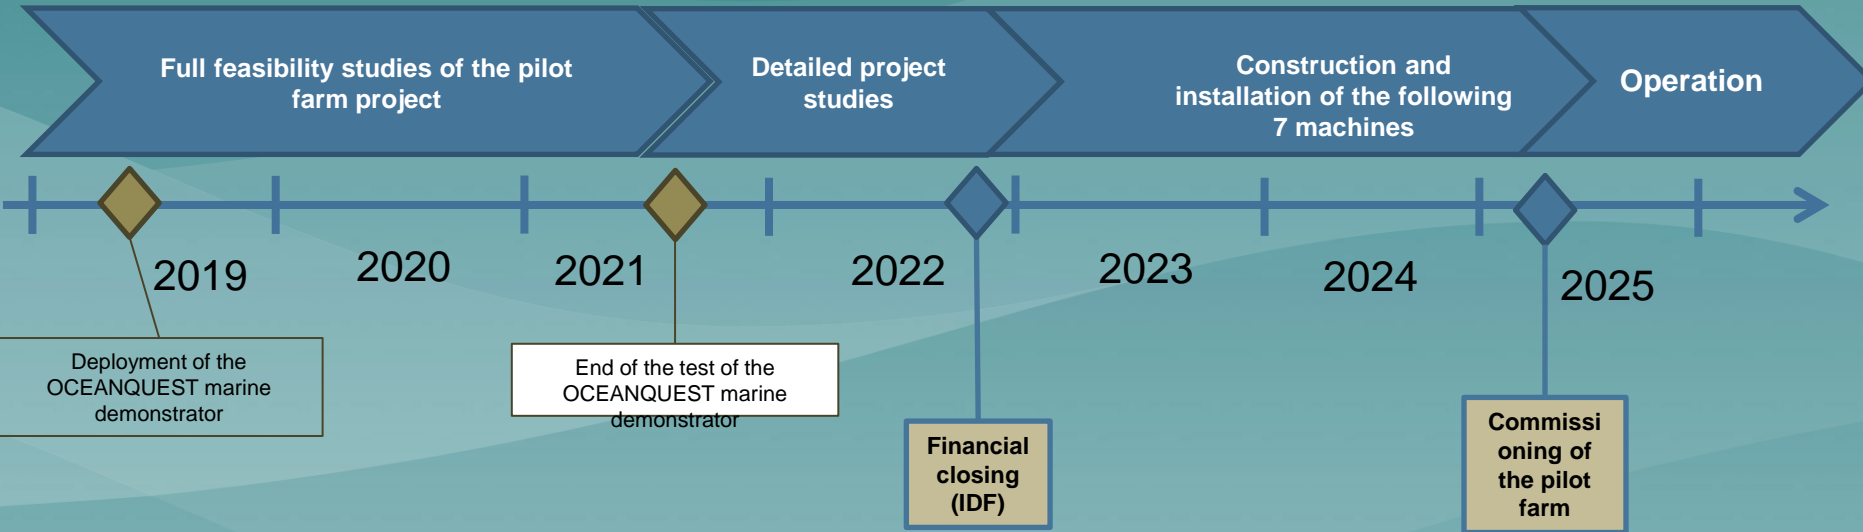 Full feasibility studies of the pilot
farm project
Detailed project
studies
Construction and
installation of the following
7 machines
Operation
2019
2020
2021
2022
2023
2024
2025
Deployment of the
OCEANQUEST marine
demonstrator
End of the test of the
OCEANQUEST marine
demonstrator
Financial
closing
(IDF)
Commissi
oning of
the pilot
farm